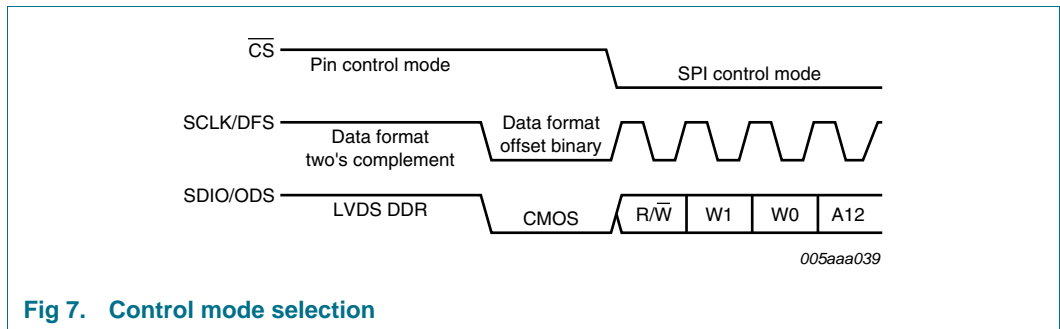 C̅S̅
Pin control mode
SPI control mode
SCLK/DFS
Data format
two's complement
Data format
offset binary
SDIO/ODS
LVDS DDR
CMOS
R/W̅
W1
W0
A12
005aaa039
Fig 7. Control mode selection